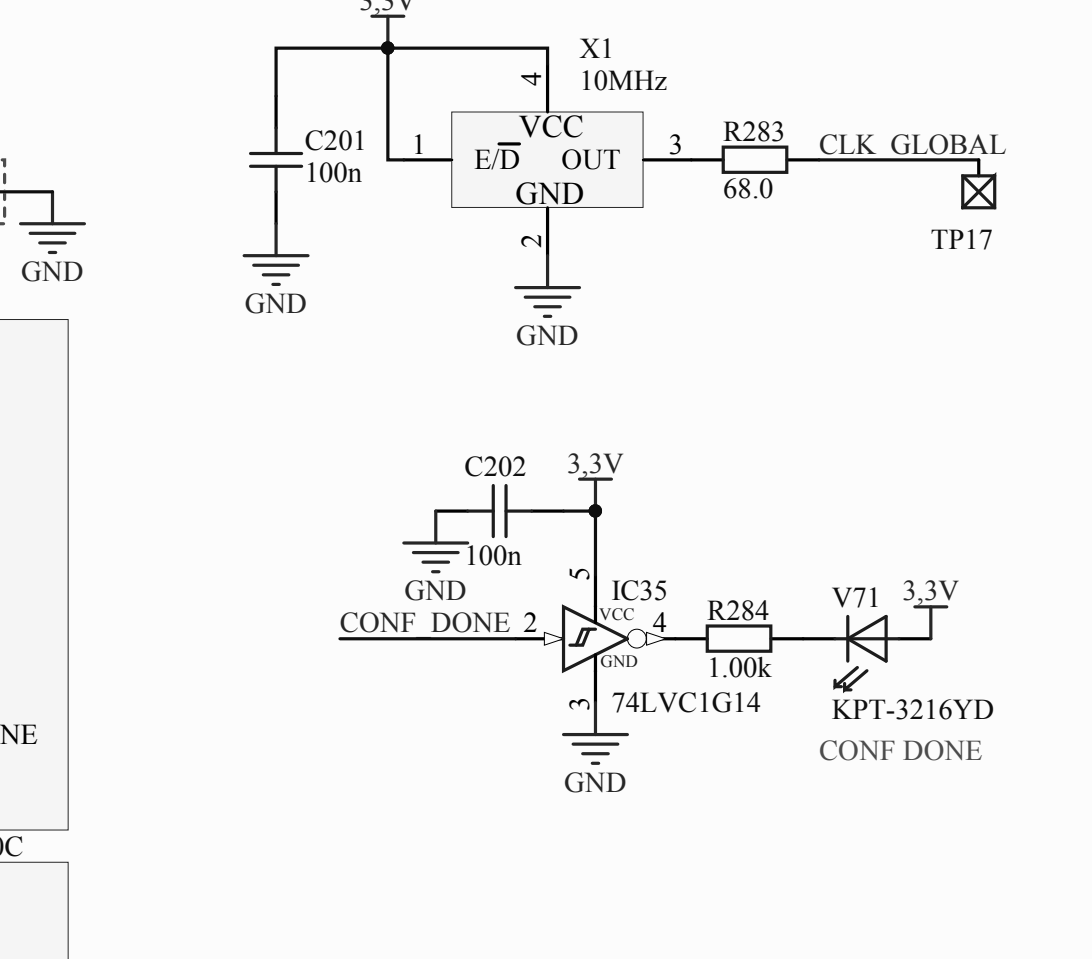 3,3V
X1
10MHz
4
C201
100n
1
VCC
E/D OUT
GND
3
R283
68.0
CLK GLOBAL
TP17
2
GND
GND
GND
C202
3,3V
100n
GND
5
IC35
VCC
CONF DONE 2
4
GND
R284
1.00k
V71
3,3V
3
74LVC1G14
KPT-3216YD
CONF DONE
GND
NE
0C